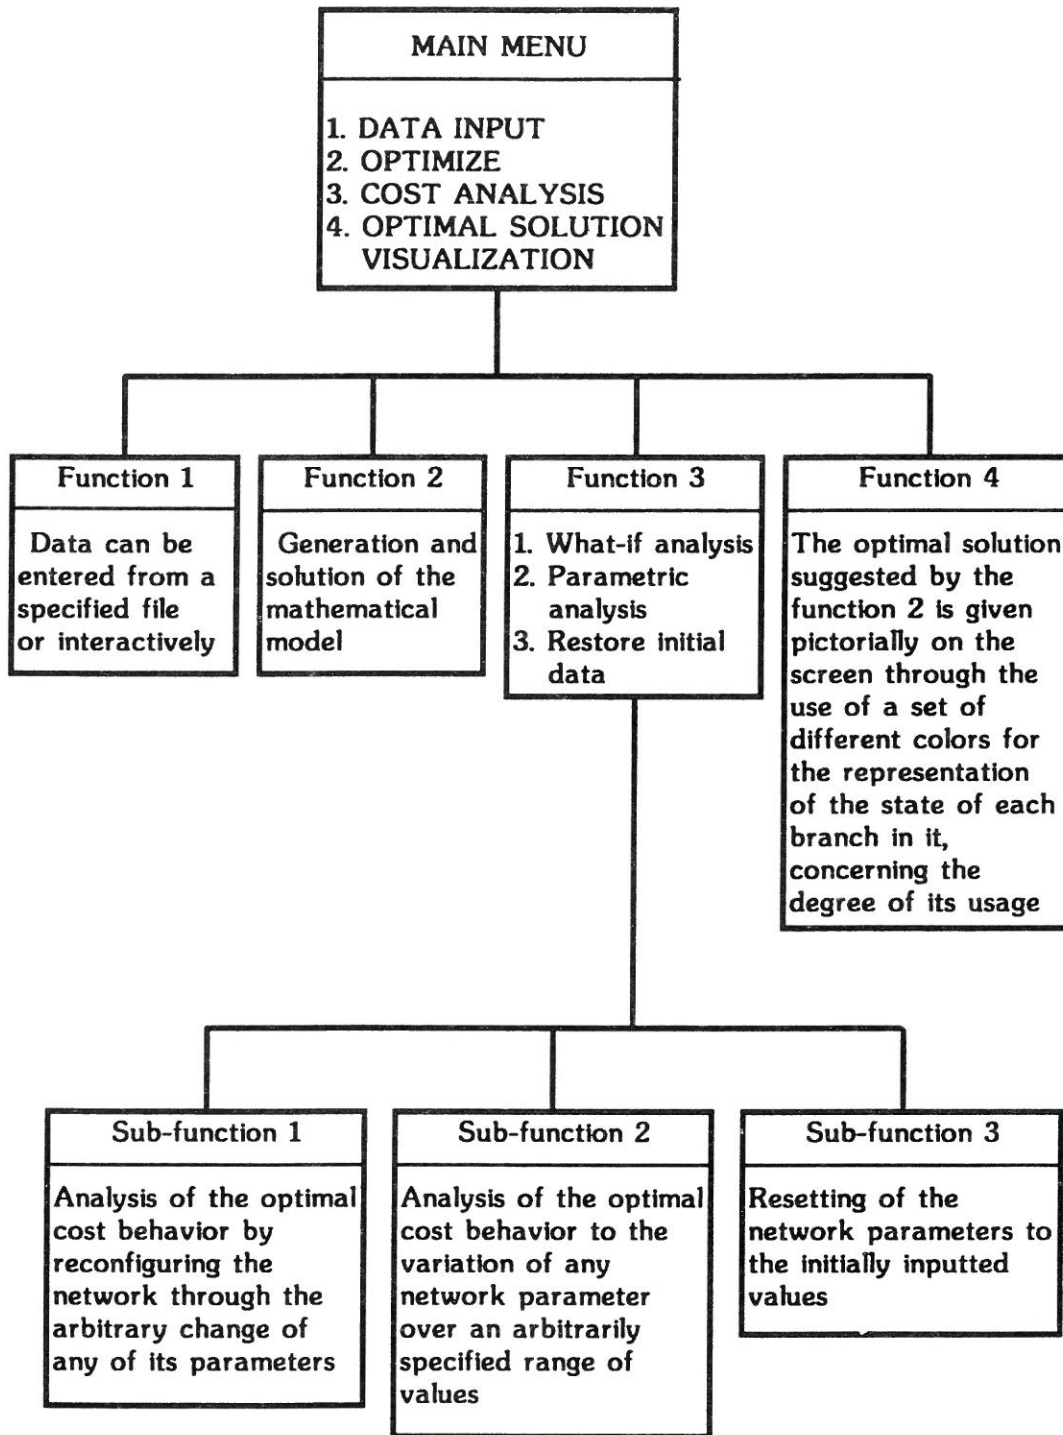 MAIN MENU
1. DATA INPUT
2. OPTIMIZE
3. COST ANALYSIS
4. OPTIMAL SOLUTION
VISUALIZATION
Function 1
Data can be
entered from a
specified file
or interactively
Function 2
Generation and
solution of the
mathematical
model
Function 3
1. What-if analysis
2. Parametric
analysis
3. Restore initial
data
Function 4
The optimal solution
suggested by the
function 2 is given
pictorially on the
screen through the
use of a set of
different colors for
the representation
of the state of each
branch in it,
concerning the
degree of its usage
Sub-function 1
Analysis of the optimal
cost behavior by
reconfiguring the
network through the
arbitrary change of
any of its parameters
Sub-function 2
Analysis of the optimal
cost behavior to the
variation of any
network parameter
over an arbitrarily
specified range of
values
Sub-function 3
Resetting of the
network parameters to
the initially inputted
values